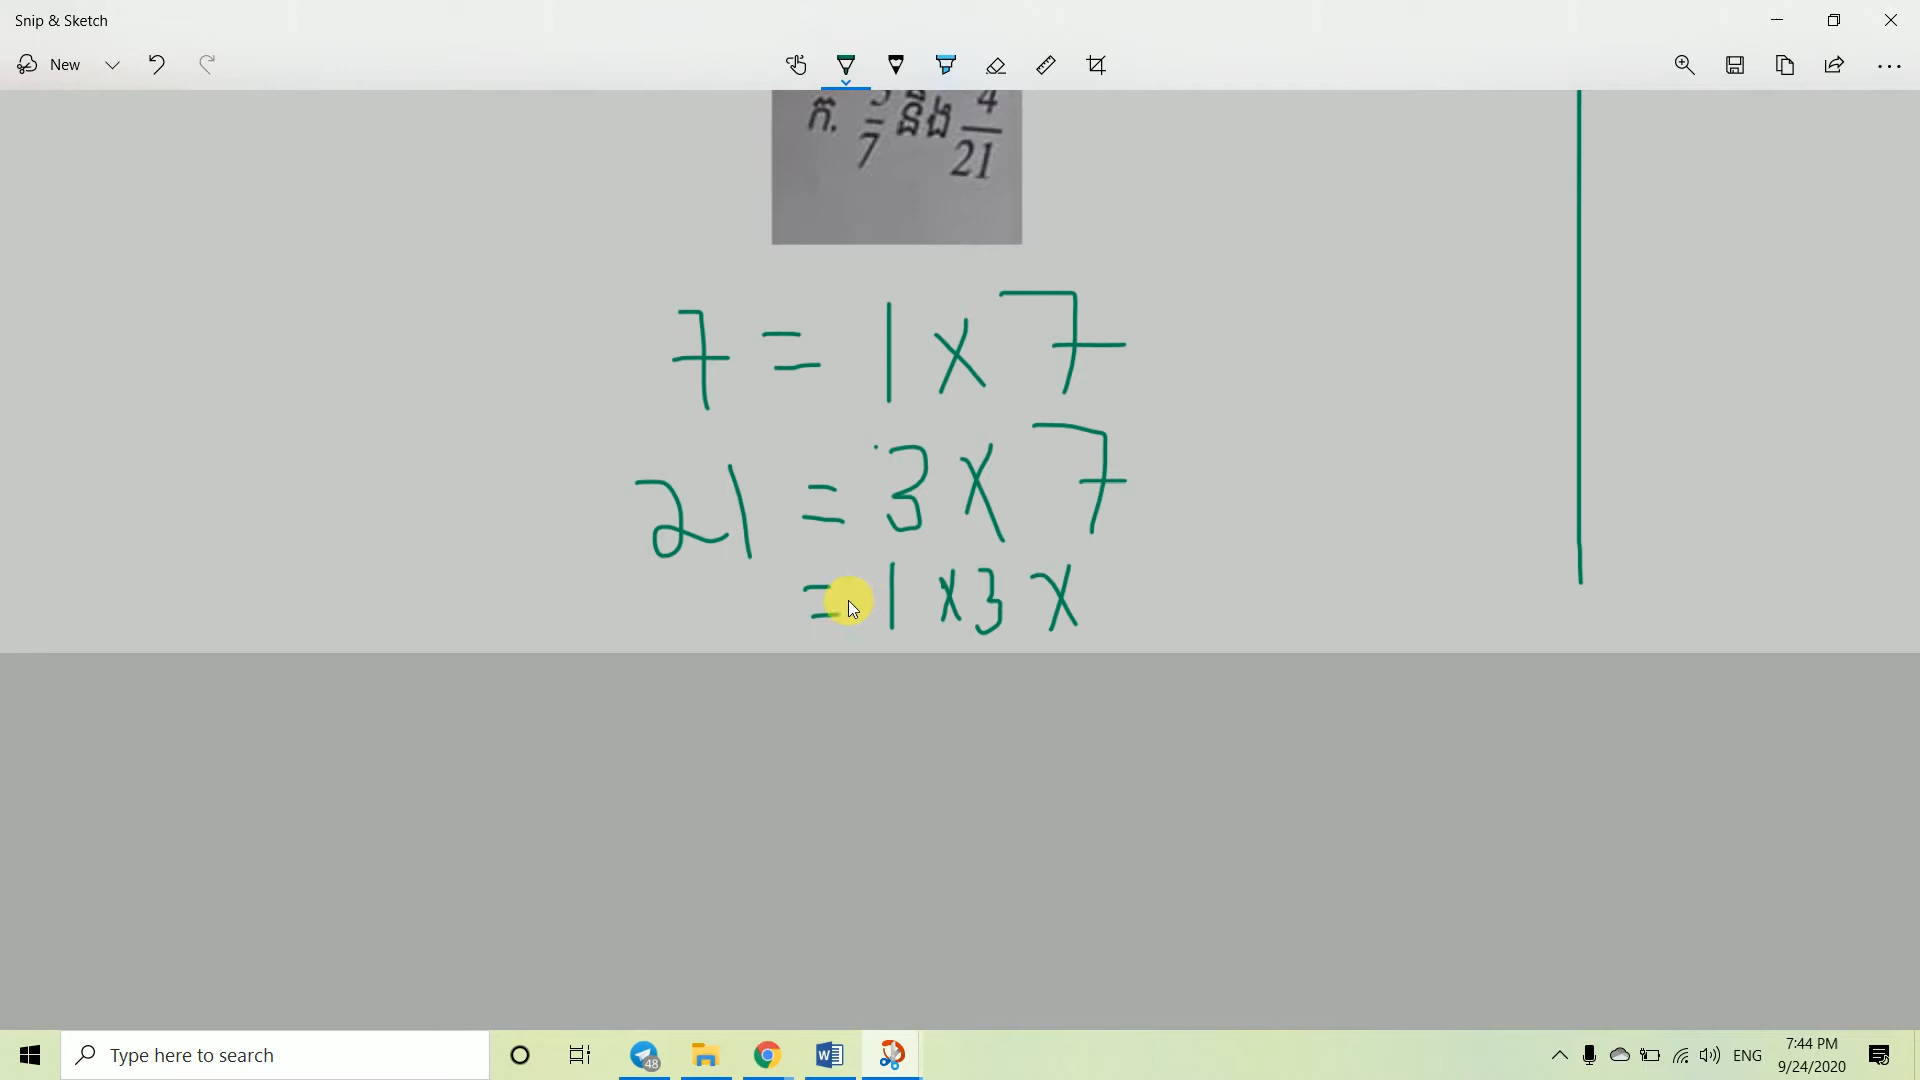 Snip & Sketch
New
ក. /7 និង 4/21
7 = 1 x 7
21 = 3 x 7
= 1 x 3 x
Type here to search
48
ENG
7:44 PM
9/24/2020